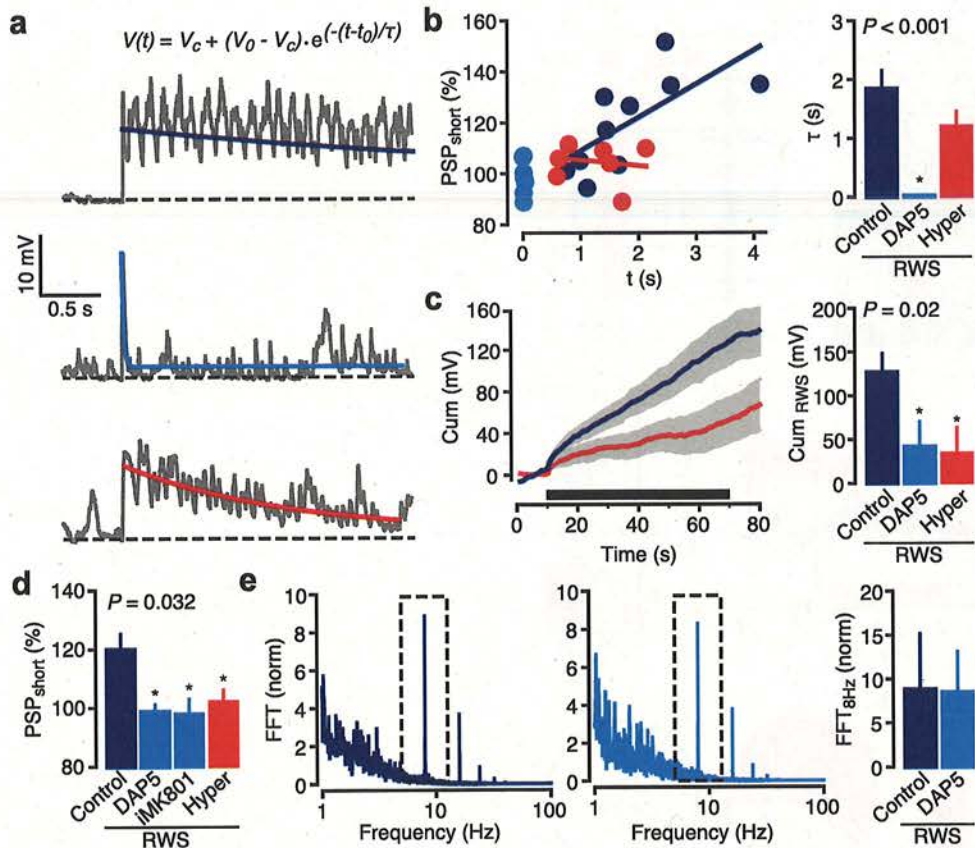 a
V(t) = Vc + (V0 - Vc).e(-(t-t0)/τ)
10 mV
0.5 s
b
PSPshort (%)
140
120
100
80
0 1 2 3 4
t (s)
P < 0.001
τ (s)
3
2
1
0
Control
DAP5
*
Hyper
RWS
c
Cum (mV)
160
120
80
40
0
0 20 40 60 80
Time (s)
P = 0.02
Cum RWS (mV)
200
150
100
50
0
* *
Control
DAP5
Hyper
RWS
d
PSPshort (%)
140
120
100
80
P = 0.032
* * *
Control
DAP5
iMK801
Hyper
RWS
e
FFT (norm)
10
8
6
4
2
0
1 10 100
Frequency (Hz)
10
8
6
4
2
0
1 10 100
Frequency (Hz)
FFT8Hz (norm)
20
15
10
5
0
Control
DAP5
RWS